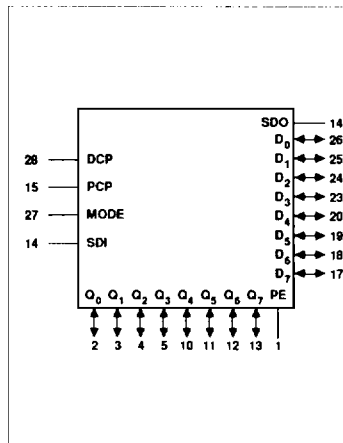 SDO 14
D0 26
28 DCP D1 25
D2 24
15 PCP D3 23
27 MODE D4 20
D5 19
14 SDI D6 18
D7 17
Q0 Q1 Q2 Q3 Q4 Q5 Q6 Q7 PE
2 3 4 5 10 11 12 13 1